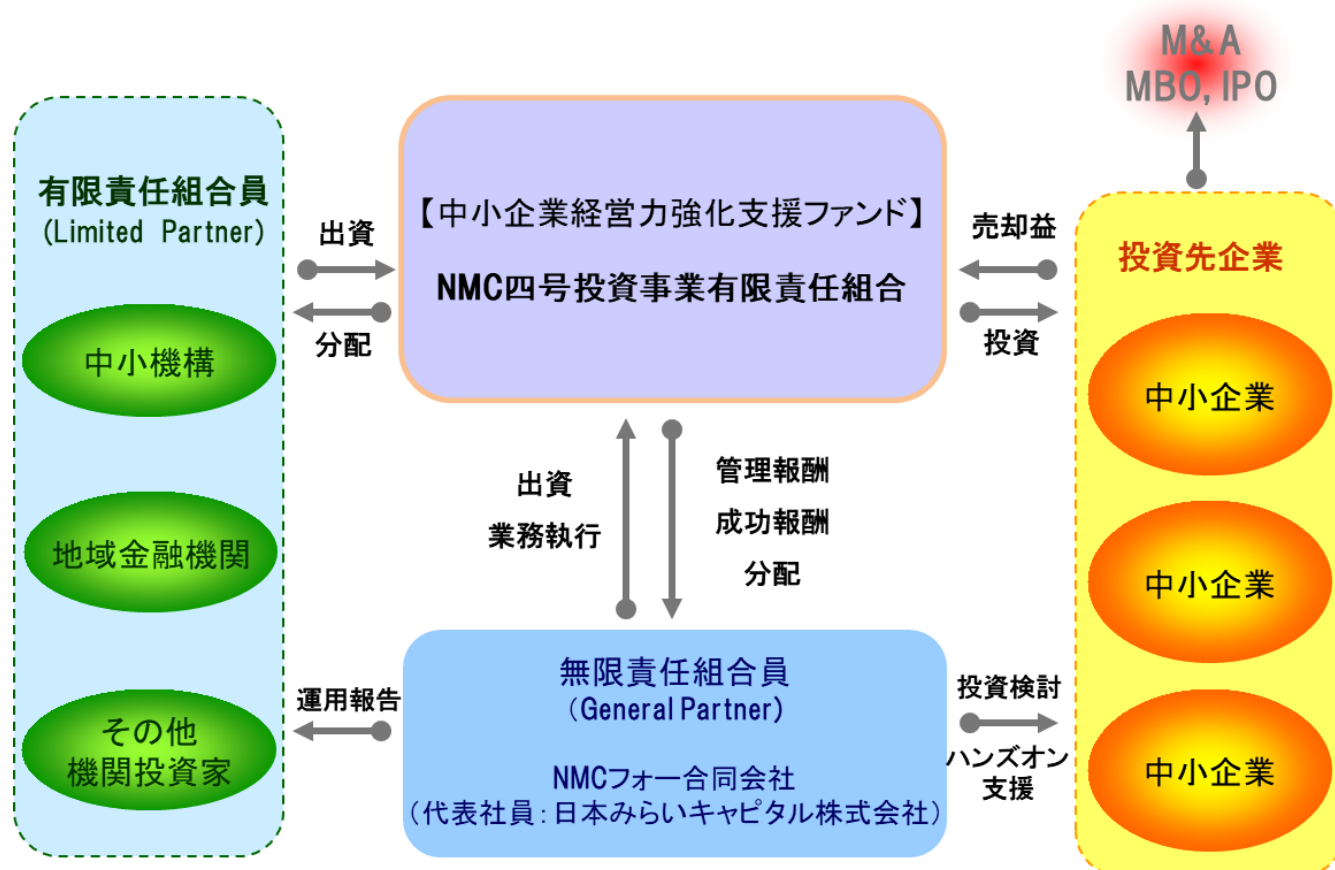 M&A
MBO, IPO
有限責任組合員
(Limited Partner)
中小機構
地域金融機関
その他
機関投資家
出資
分配
【中小企業経営力強化支援ファンド】
NMC四号投資事業有限責任組合
売却益
投資
投資先企業
中小企業
中小企業
中小企業
出資
業務執行
管理報酬
成功報酬
分配
運用報告
無限責任組合員
(General Partner)
NMCフォー合同会社
(代表社員:日本みらいキャピタル株式会社)
投資検討
ハンズオン
支援